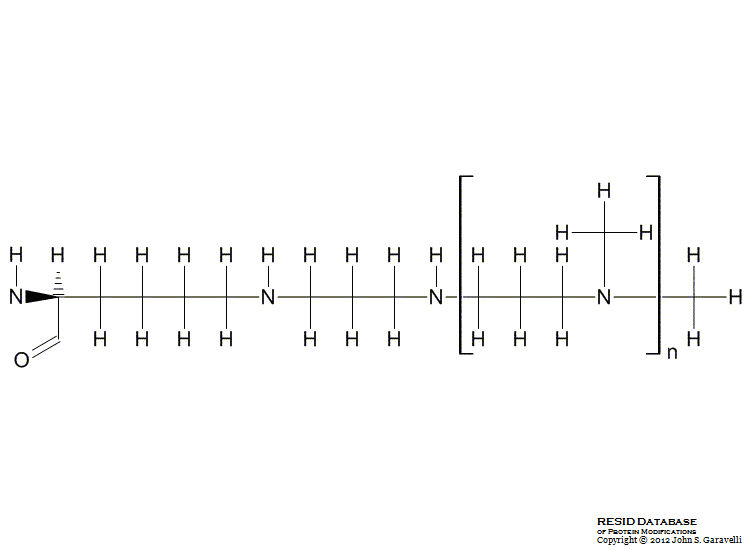 H
H H
H H H H H H H H H H H H H H H
N N N N H
H H H H H H H H H H H
O n
RESID DATABASE
OF PROTEIN MODIFICATIONS
Copyright © 2012 John S. Garavelli